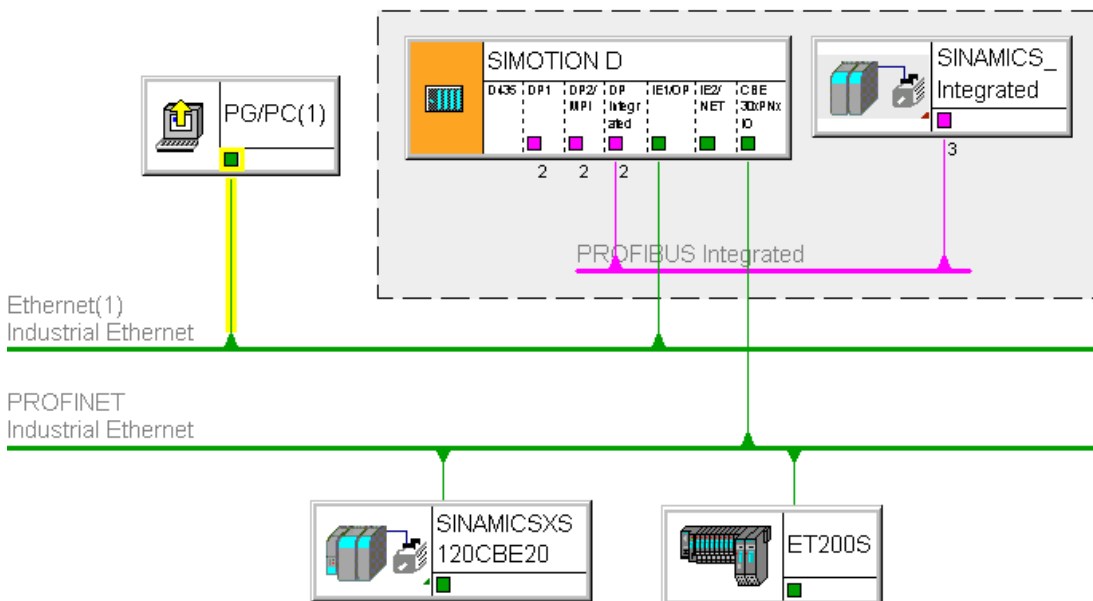 SIMOTION D
SINAMICS_
Integrated
PG/PC(1)
D435 DP1 DP2/ DP IE1/OP IE2/ CBE
MPI Integr NET 30xPNx
ated IO
2 2 2
3
PROFIBUS Integrated
Ethernet(1)
Industrial Ethernet
PROFINET
Industrial Ethernet
SINAMICSXS
120CBE20
ET200S